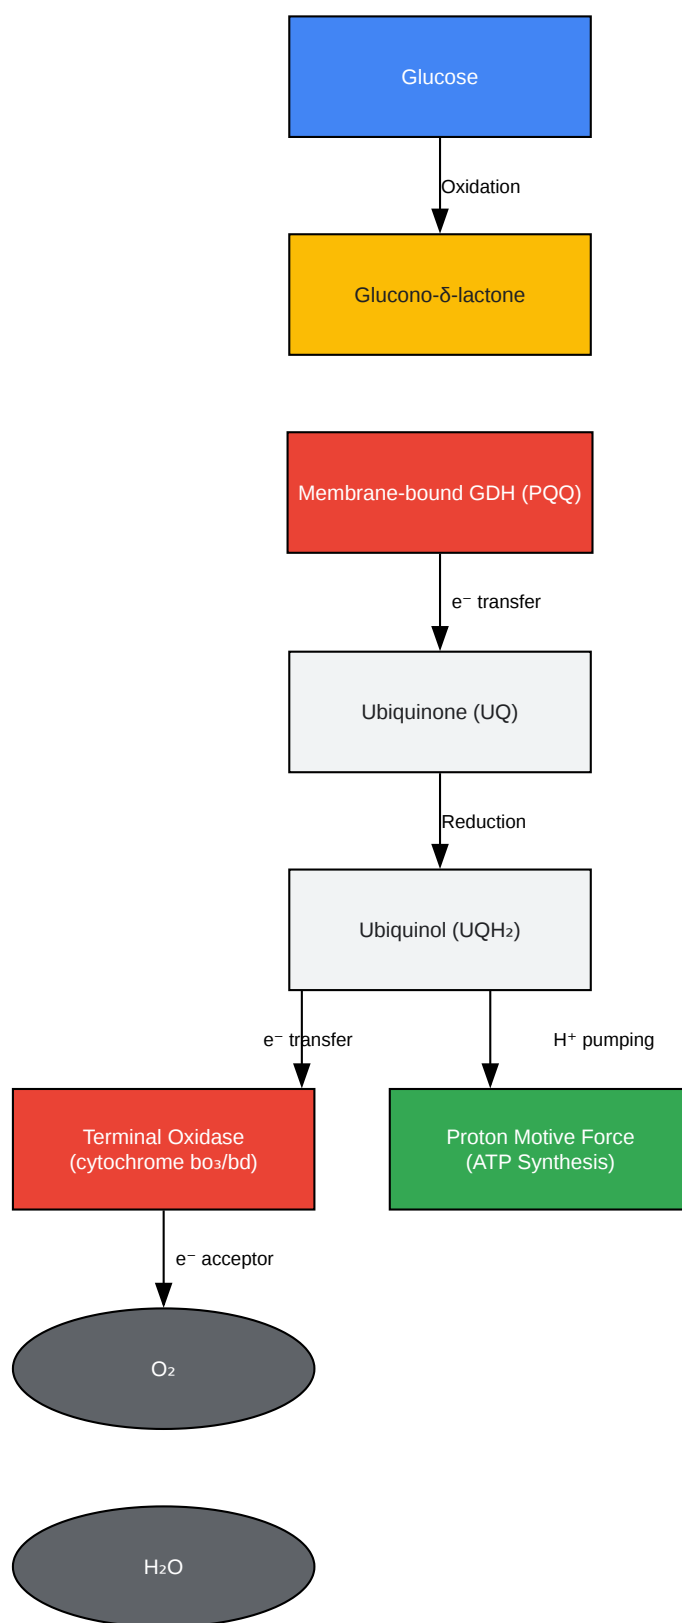 Glucose
Oxidation
Glucono-δ-lactone
Membrane-bound GDH (PQQ)
e⁻ transfer
Ubiquinone (UQ)
Reduction
Ubiquinol (UQH₂)
e⁻ transfer
H⁺ pumping
Terminal Oxidase
(cytochrome bo₃/bd)
Proton Motive Force
(ATP Synthesis)
e⁻ acceptor
O₂
H₂O